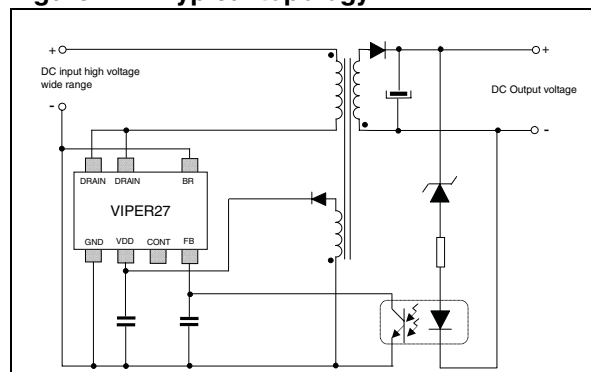 +
DC input high voltage
wide range
-
+
DC Output voltage
-
DRAIN DRAIN BR
VIPER27
GND VDD CONT FB